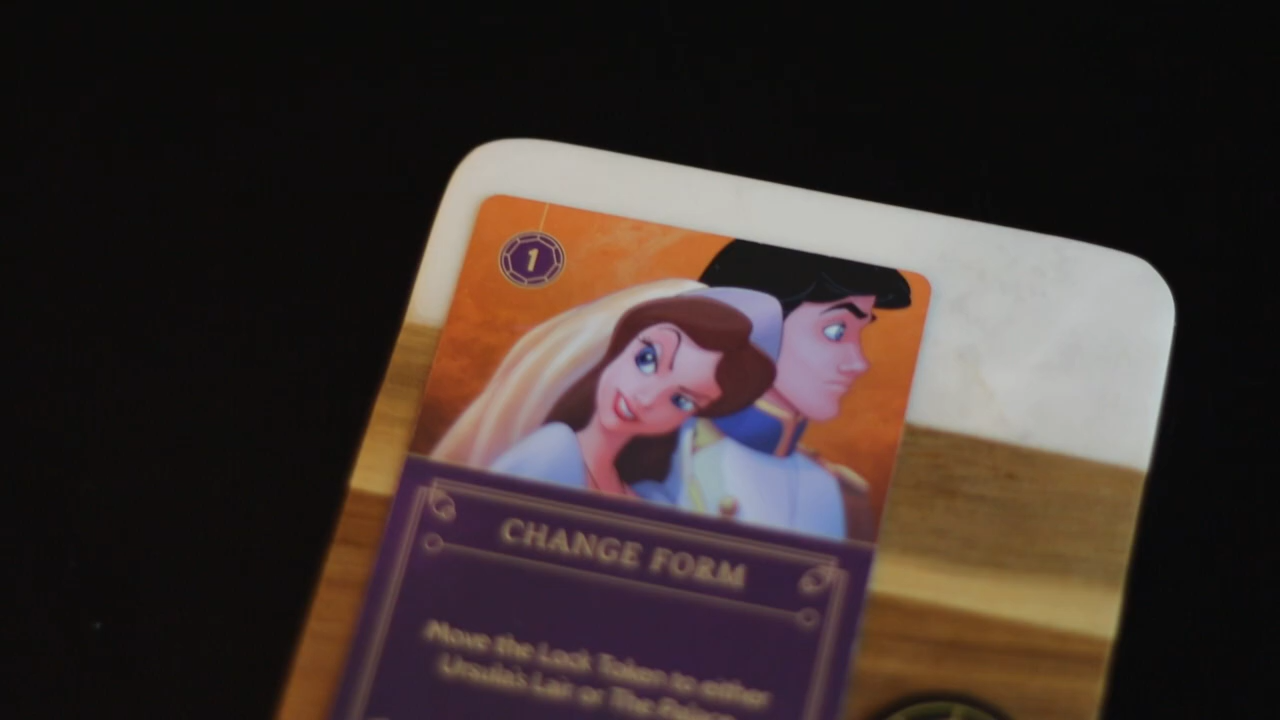 1
CHANGE FORM
Move the Lock Token to either
Ursula's Lair or The Palace